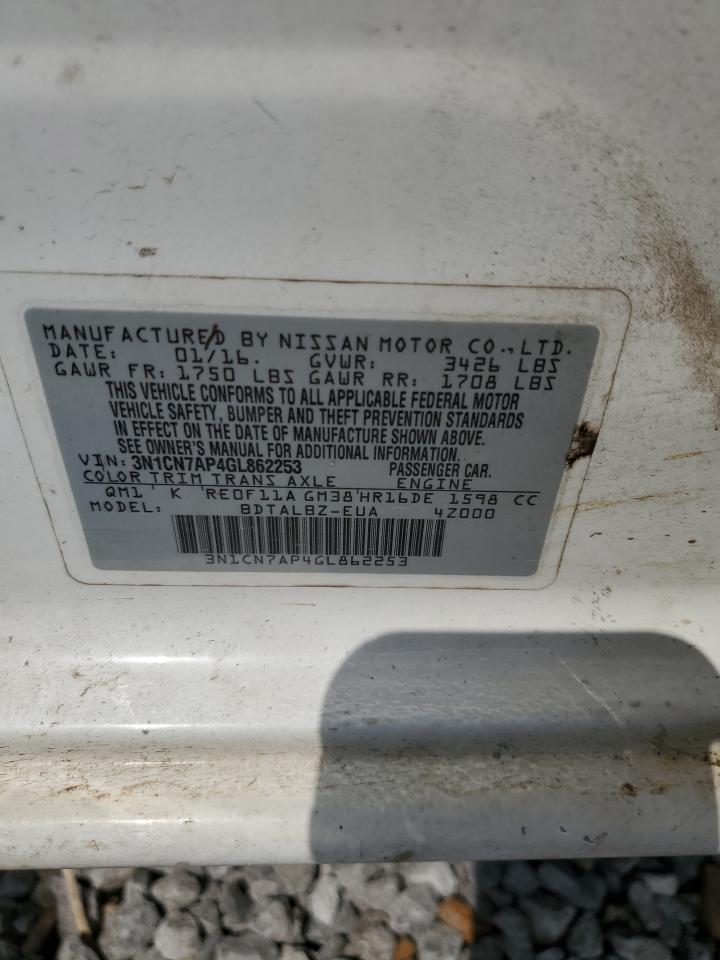 MANUFACTURED BY NISSAN MOTOR CO., LTD.
DATE: 01/16. GVWR: 3426 LBS
GAWR FR: 1750 LBS GAWR RR: 1708 LBS
THIS VEHICLE CONFORMS TO ALL APPLICABLE FEDERAL MOTOR
VEHICLE SAFETY, BUMPER AND THEFT PREVENTION STANDARDS
IN EFFECT ON THE DATE OF MANUFACTURE SHOWN ABOVE.
SEE OWNER'S MANUAL FOR ADDITIONAL INFORMATION.
VIN: 3N1CN7AP4GL862253 PASSENGER CAR.
COLOR TRIM TRANS AXLE ENGINE
QM1 K RE0F11A GM38 HR16DE 1598 CC
MODEL: BDTALBZ-EUA 4Z000
3N1CN7AP4GL862253